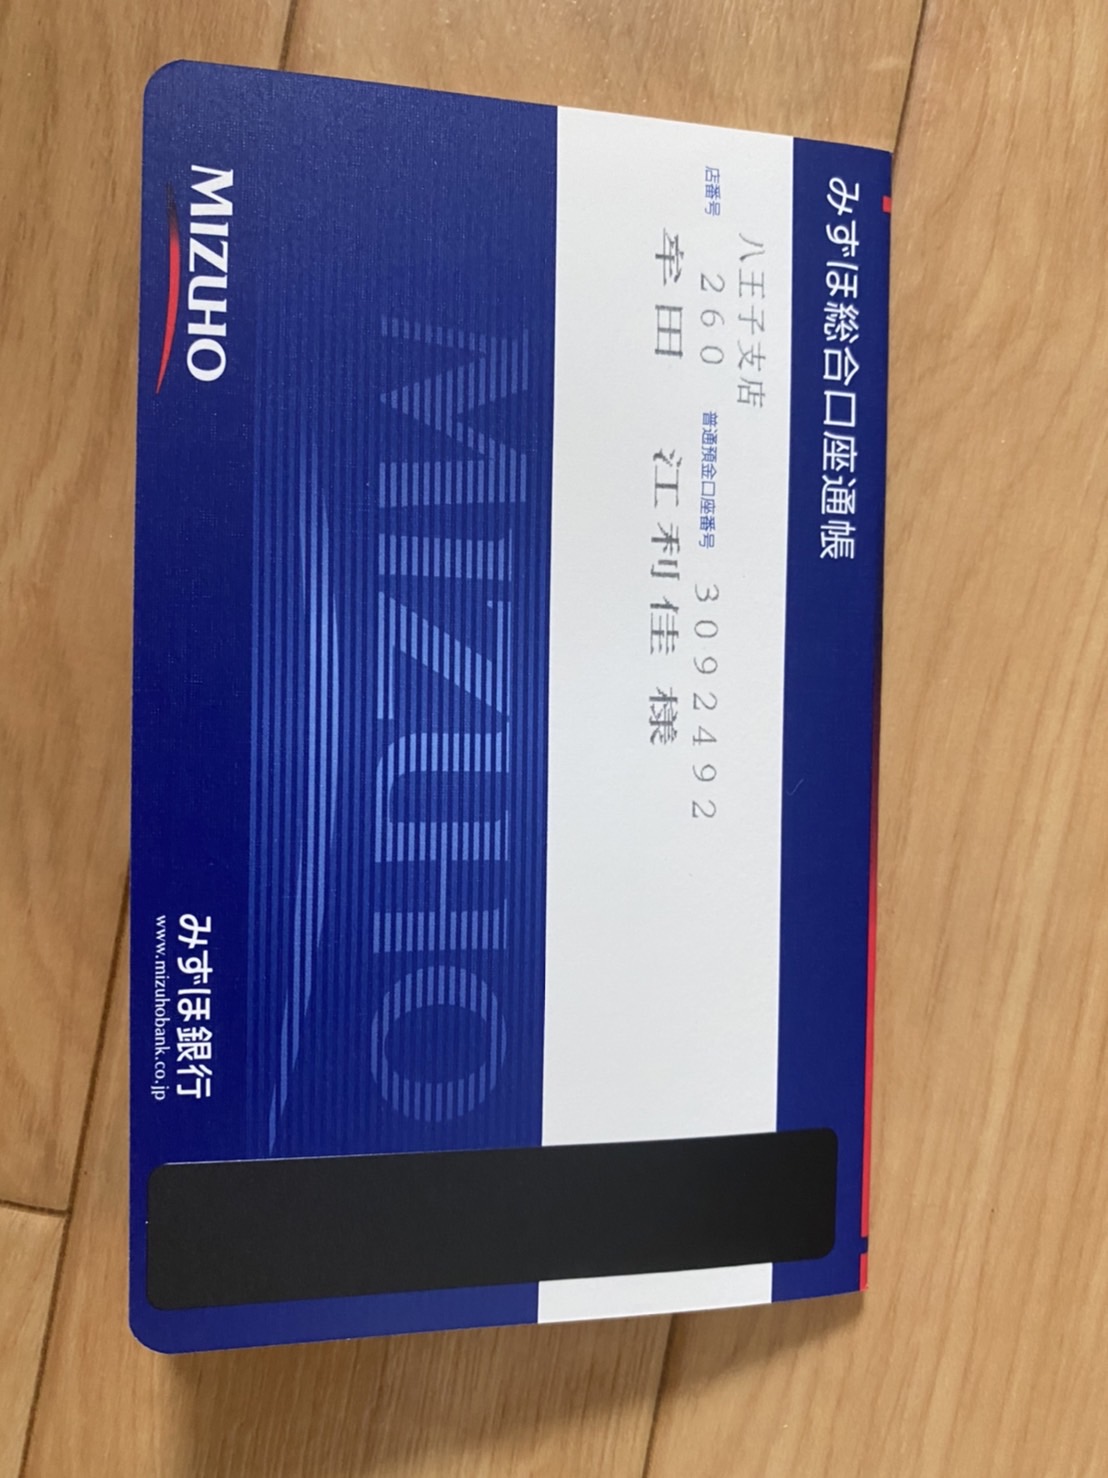 みずほ総合口座通帳
八王子支店
店番号 260 普通預金口座番号 3092492
牟田 江利佳 様
MIZUHO
MIZUHO
みずほ銀行
www.mizuhobank.co.jp